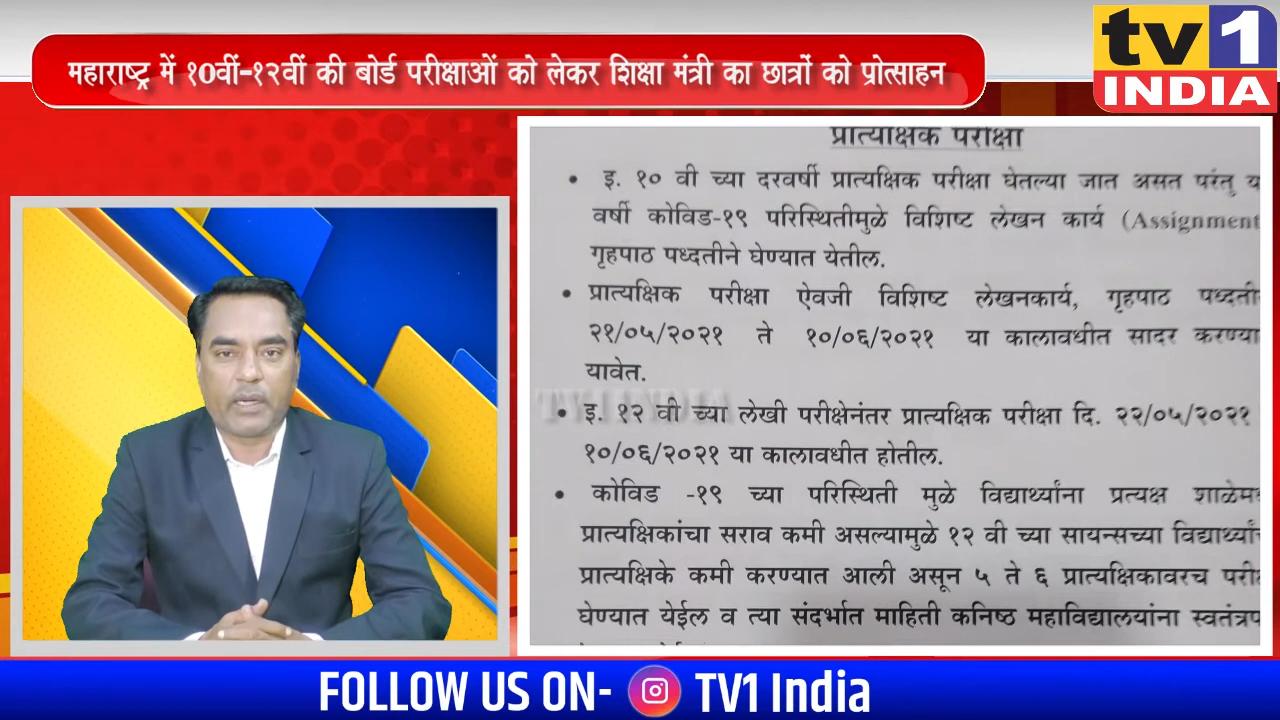 महाराष्ट्र में १0वीं-१२वीं की बोर्ड परीक्षाओं को लेकर शिक्षा मंत्री का छात्रों को प्रोत्साहन
tv1
INDIA
प्रात्यक्षिक परीक्षा
• इ. १० वी च्या दरवर्षी प्रात्यक्षिक परीक्षा घेतल्या जात असत परंतु
वर्षी कोविड-१९ परिस्थितीमुळे विशिष्ट लेखन कार्य (Assignment
गृहपाठ पध्दतीने घेण्यात येतील.
• प्रात्यक्षिक परीक्षा ऐवजी विशिष्ट लेखनकार्य, गृहपाठ
२१/०५/२०२१ ते १०/०६/२०२१ या कालावधीत सादर
यावेत.
TV1 INDIA
• इ. १२ वी च्या लेखी परीक्षेनंतर प्रात्यक्षिक परीक्षा दि. २२/०५/२०२१
१०/०६/२०२१ या कालावधीत होतील.
• कोविड -१९ च्या परिस्थिती मुळे विद्यार्थ्यांना प्रत्यक्ष
प्रात्यक्षिकांचा सराव कमी असल्यामुळे १२ वी च्या सायन्सच्या
प्रात्यक्षिके कमी करण्यात आली असून ५ ते ६ प्रात्यक्षिकावरच
घेण्यात येईल व त्या संदर्भात माहिती कनिष्ठ महाविद्यालयांना
FOLLOW US ON- TV1 India